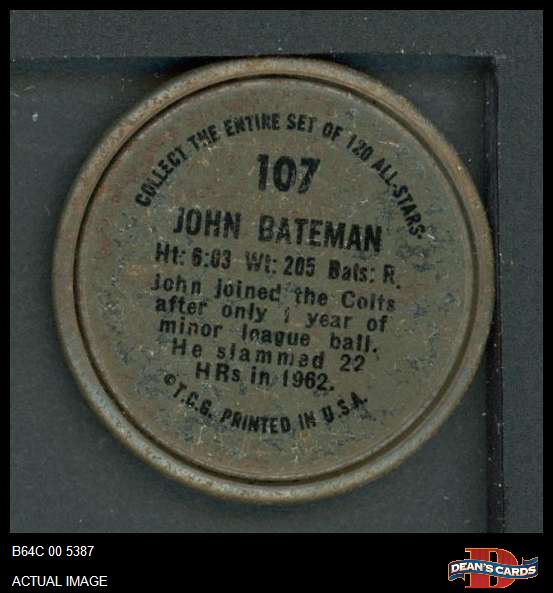 COLLECT THE ENTIRE SET OF 120 ALL-STARS
107
JOHN BATEMAN
Ht: 6:03 Wt: 205 Bats: R.
John joined the Colts
after only 1 year of
minor league ball.
He slammed 22
HRs in 1962.
©T.C.G. PRINTED IN U.S.A.
B64C 00 5387
ACTUAL IMAGE
D
DEAN'S CARDS